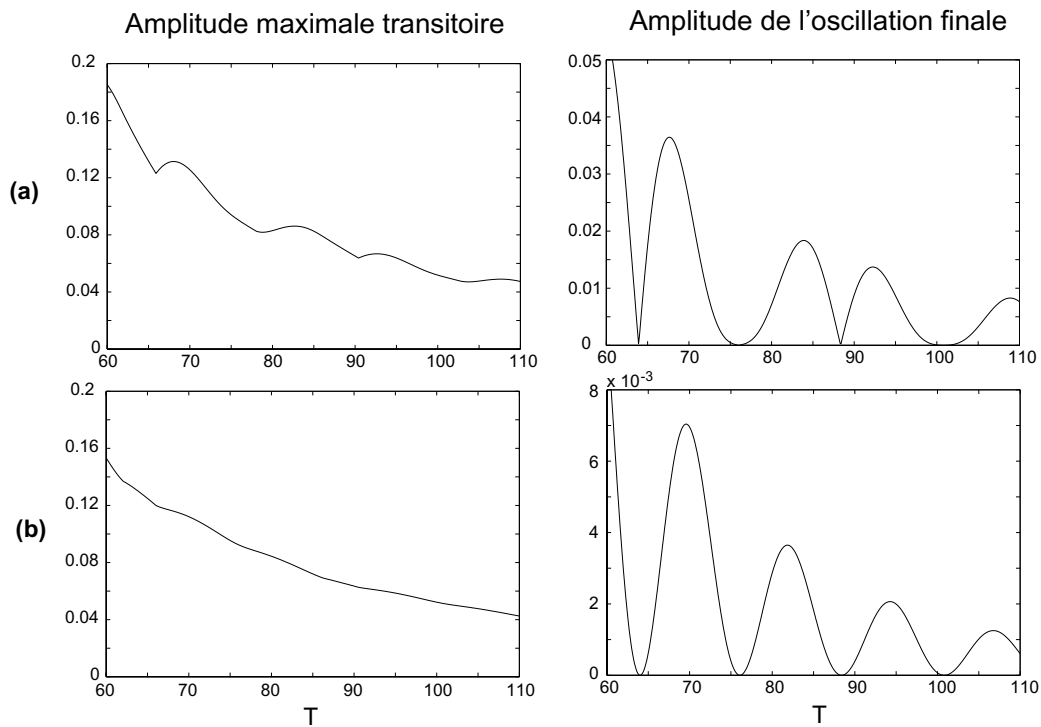 Amplitude maximale transitoire
Amplitude de l'oscillation finale
(a)
0.2
0.16
0.12
0.08
0.04
0
60 70 80 90 100 110
0.05
0.04
0.03
0.02
0.01
0
60 70 80 90 100 110
(b)
0.2
0.16
0.12
0.08
0.04
0
60 70 80 90 100 110
T
x 10-3
8
6
4
2
0
60 70 80 90 100 110
T